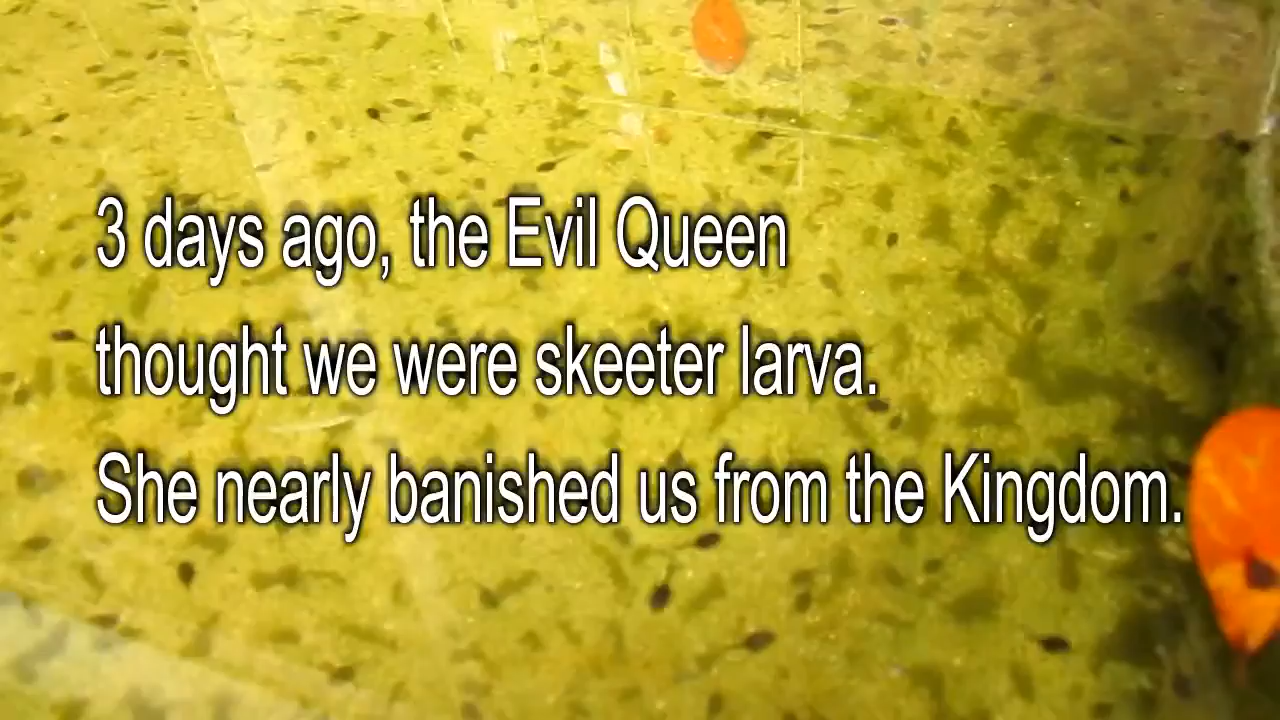 3 days ago, the Evil Queen
thought we were skeeter larva.
She nearly banished us from the Kingdom.